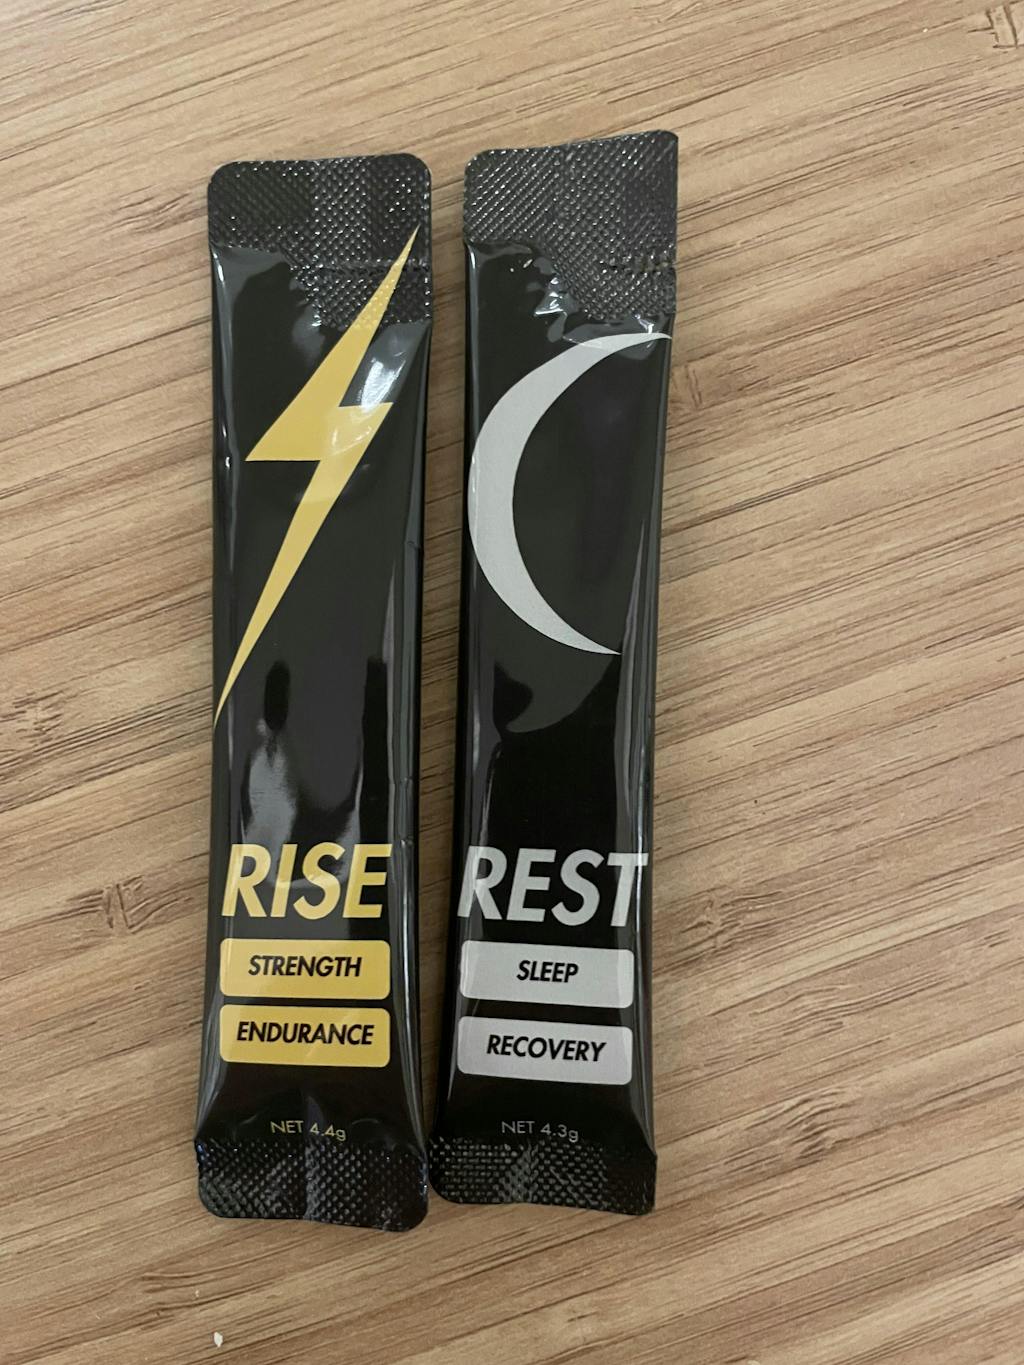 RISE
STRENGTH
ENDURANCE
NET 4.4g
REST
SLEEP
RECOVERY
NET 4.3g